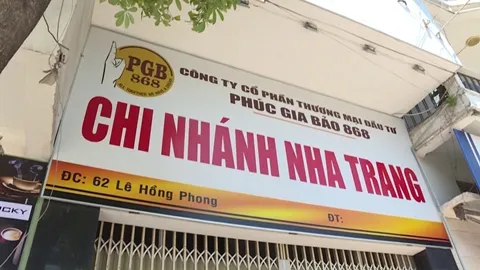 PGB
868
CÔNG TY CỔ PHẦN THƯƠNG MẠI ĐẦU TƯ
PHÚC GIA BẢO 868
CHI NHÁNH NHA TRANG
ĐC: 62 Lê Hồng Phong
ĐT: